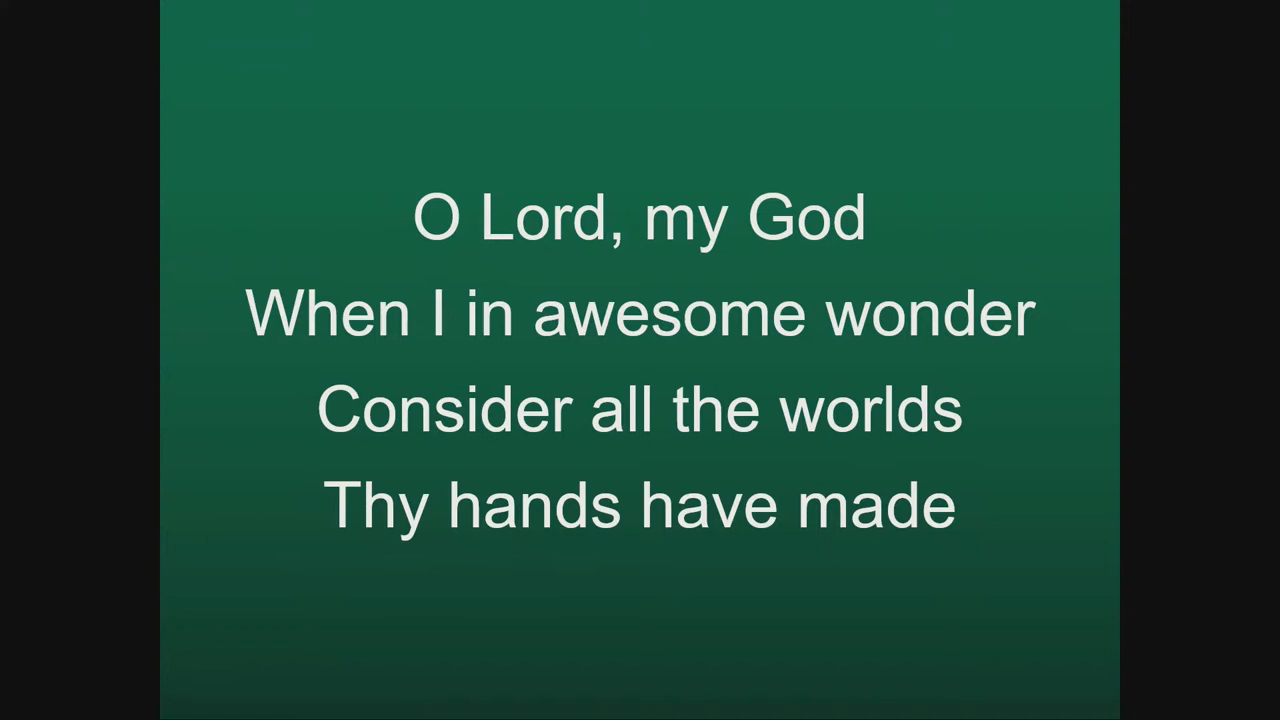 O Lord, my God
When I in awesome wonder
Consider all the worlds
Thy hands have made